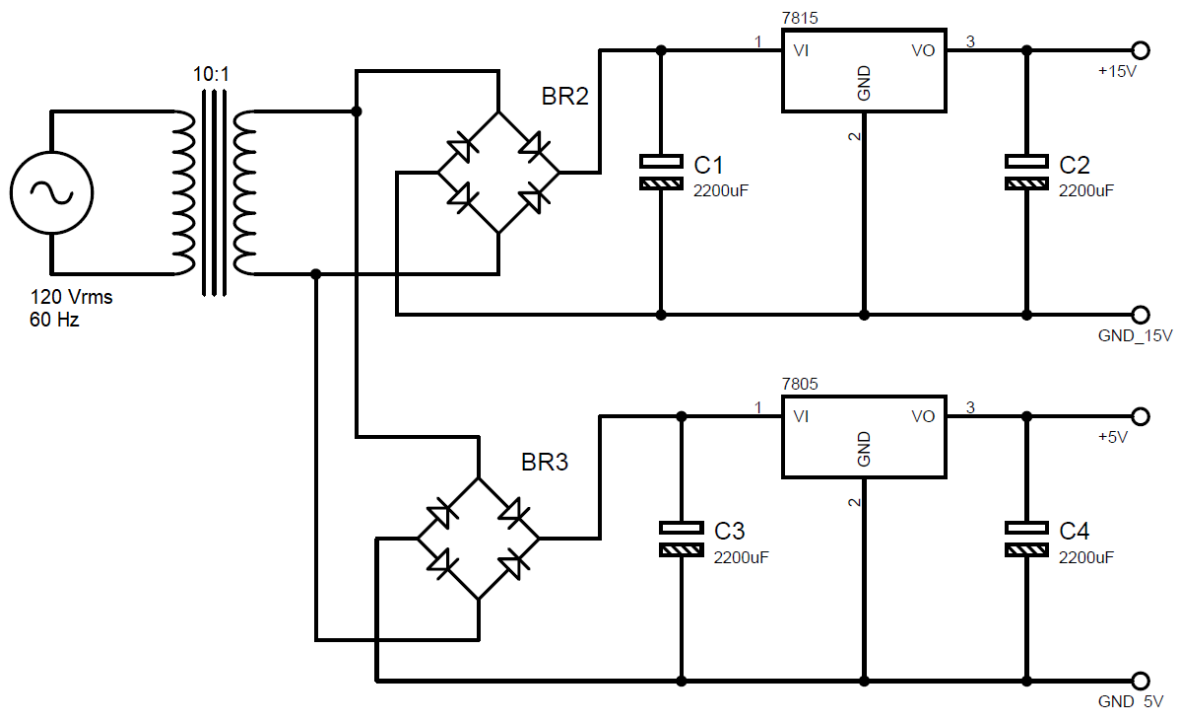 10:1
120 Vrms
60 Hz
BR2
C1
2200uF
7815
1
VI
VO
3
GND
2
C2
2200uF
+15V
GND_15V
BR3
C3
2200uF
7805
1
VI
VO
3
GND
2
C4
2200uF
+5V
GND_5V